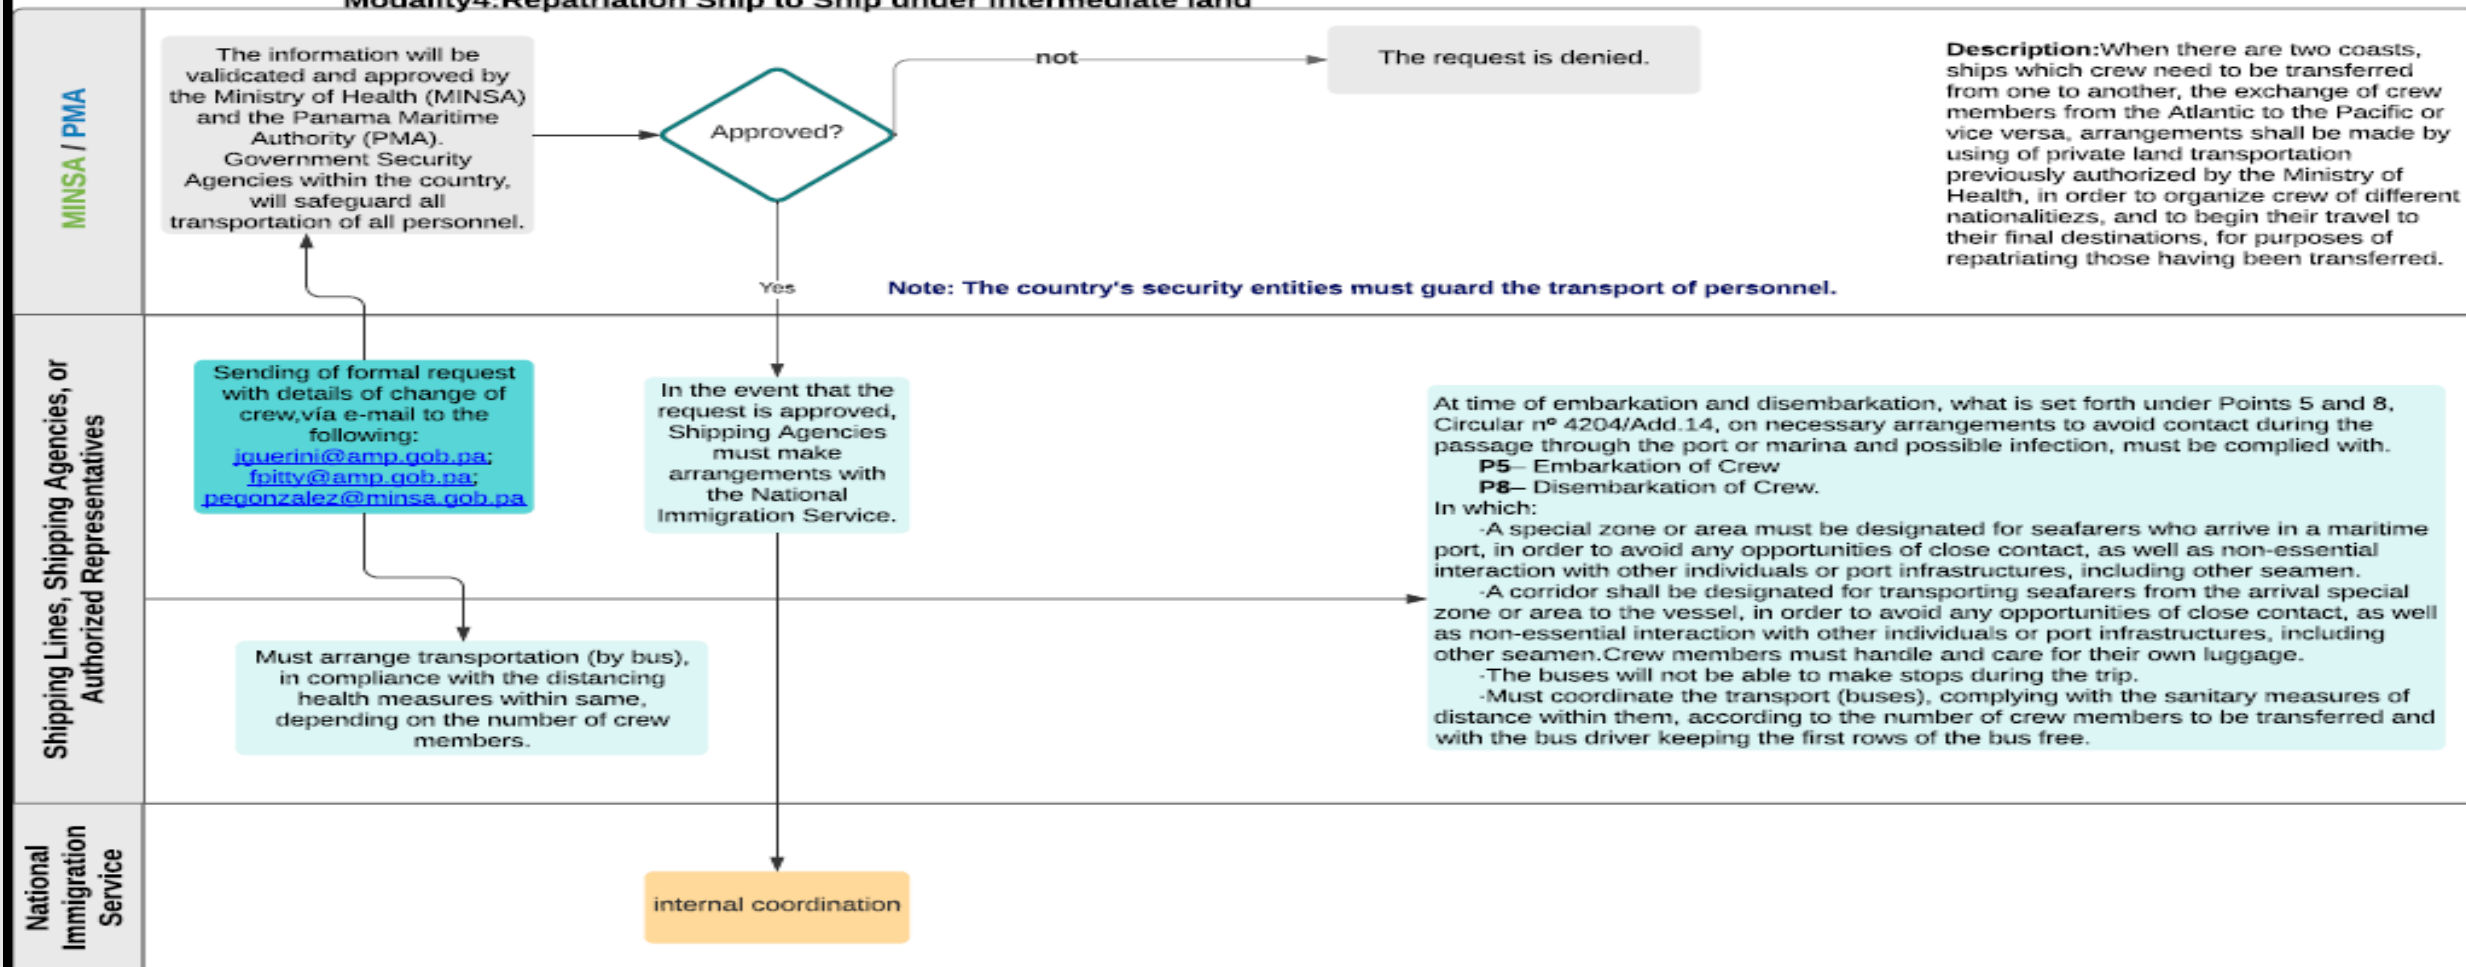 Modality4:Repatriation Ship to Ship under intermediate land
MINSA / PMA
The information will be
validcated and approved by
the Ministry of Health (MINSA)
and the Panama Maritime
Authority (PMA).
Government Security
Agencies within the country,
will safeguard all
transportation of all personnel.
Approved?
not
The request is denied.
Description:When there are two coasts,
ships which crew need to be transferred
from one to another, the exchange of crew
members from the Atlantic to the Pacific or
vice versa, arrangements shall be made by
using of private land transportation
previously authorized by the Ministry of
Health, in order to organize crew of different
nationalitiezs, and to begin their travel to
their final destinations, for purposes of
repatriating those having been transferred.
Yes
Note: The country's security entities must guard the transport of personnel.
Shipping Lines, Shipping Agencies, or
Authorized Representatives
Sending of formal request
with details of change of
crew,vía e-mail to the
following:
jguerini@amp.gob.pa;
fpitty@amp.gob.pa;
pegonzalez@minsa.gob.pa
In the event that the
request is approved,
Shipping Agencies
must make
arrangements with
the National
Immigration Service.
Must arrange transportation (by bus),
in compliance with the distancing
health measures within same,
depending on the number of crew
members.
At time of embarkation and disembarkation, what is set forth under Points 5 and 8,
Circular nº 4204/Add.14, on necessary arrangements to avoid contact during the
passage through the port or marina and possible infection, must be complied with.
P5– Embarkation of Crew
P8– Disembarkation of Crew.
In which:
-A special zone or area must be designated for seafarers who arrive in a maritime
port, in order to avoid any opportunities of close contact, as well as non-essential
interaction with other individuals or port infrastructures, including other seamen.
-A corridor shall be designated for transporting seafarers from the arrival special
zone or area to the vessel, in order to avoid any opportunities of close contact, as well
as non-essential interaction with other individuals or port infrastructures, including
other seamen.Crew members must handle and care for their own luggage.
-The buses will not be able to make stops during the trip.
-Must coordinate the transport (buses), complying with the sanitary measures of
distance within them, according to the number of crew members to be transferred and
with the bus driver keeping the first rows of the bus free.
National
Immigration
Service
internal coordination